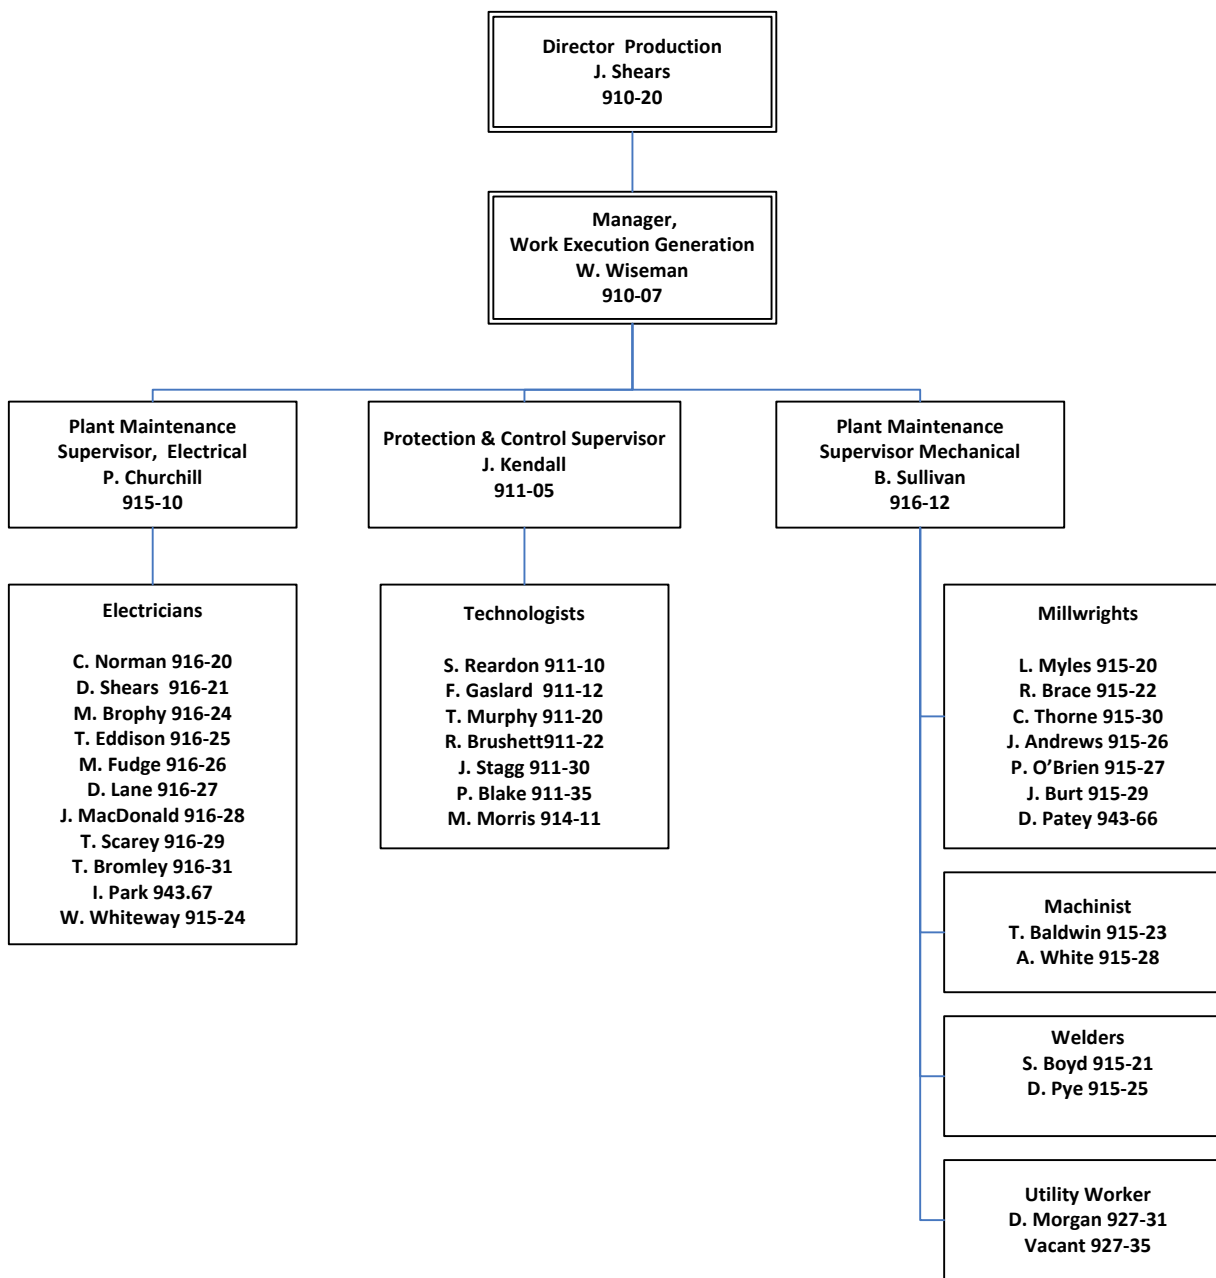 Director  Production
J. Shears
910-20
Manager,
Work Execution Generation
W. Wiseman
910-07
Plant Maintenance
Supervisor,  Electrical
P. Churchill
915-10
Protection & Control Supervisor
J. Kendall
911-05
Plant Maintenance
Supervisor Mechanical
B. Sullivan
916-12
Electricians
C. Norman 916-20
D. Shears  916-21
M. Brophy 916-24
T. Eddison 916-25
M. Fudge 916-26
D. Lane 916-27
J. MacDonald 916-28
T. Scarey 916-29
T. Bromley 916-31
I. Park 943.67
W. Whiteway 915-24
Technologists
S. Reardon 911-10
F. Gaslard  911-12
T. Murphy 911-20
R. Brushett911-22
J. Stagg 911-30
P. Blake 911-35
M. Morris 914-11
Millwrights
L. Myles 915-20
R. Brace 915-22
C. Thorne 915-30
J. Andrews 915-26
P. O’Brien 915-27
J. Burt 915-29
D. Patey 943-66
Machinist
T. Baldwin 915-23
A. White 915-28
Welders
S. Boyd 915-21
D. Pye 915-25
Utility Worker
D. Morgan 927-31
Vacant 927-35